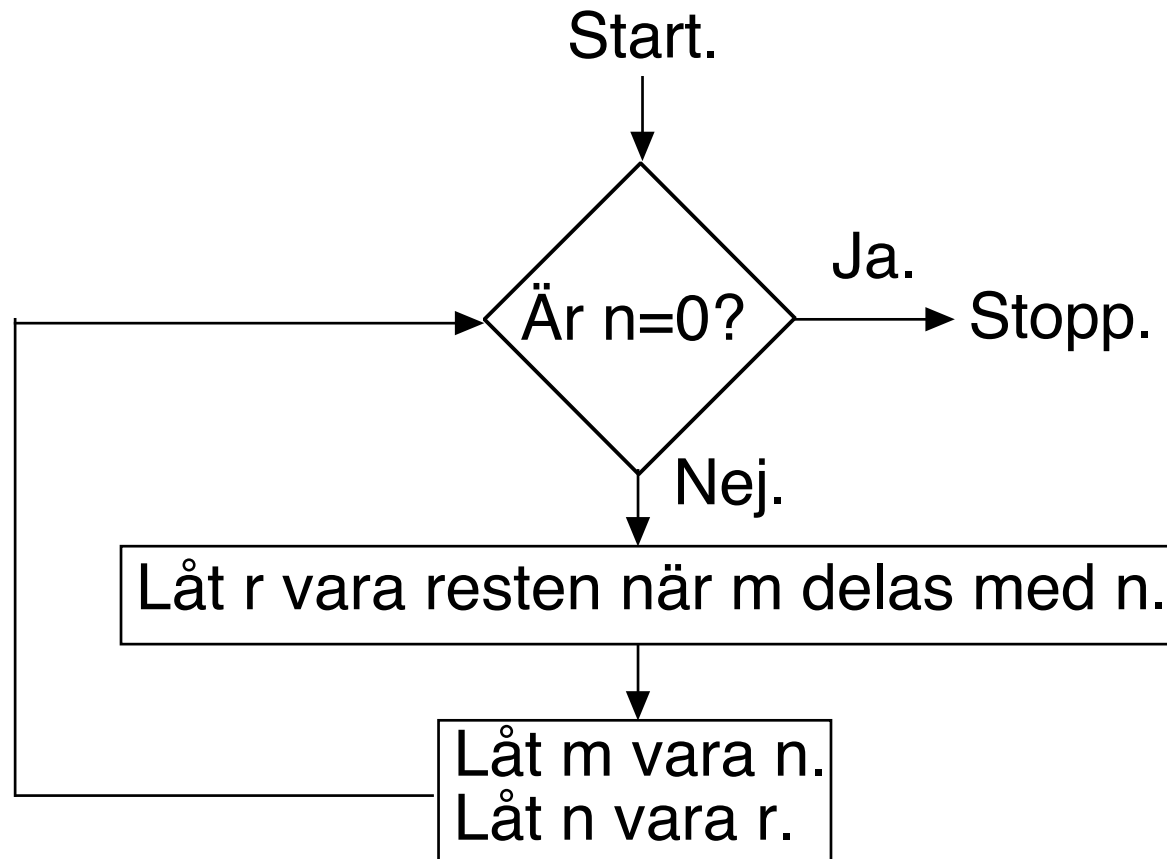 Start.
Är n=0?
Ja.
Stopp.
Nej.
Låt r vara resten när m delas med n.
Låt m vara n.
Låt n vara r.